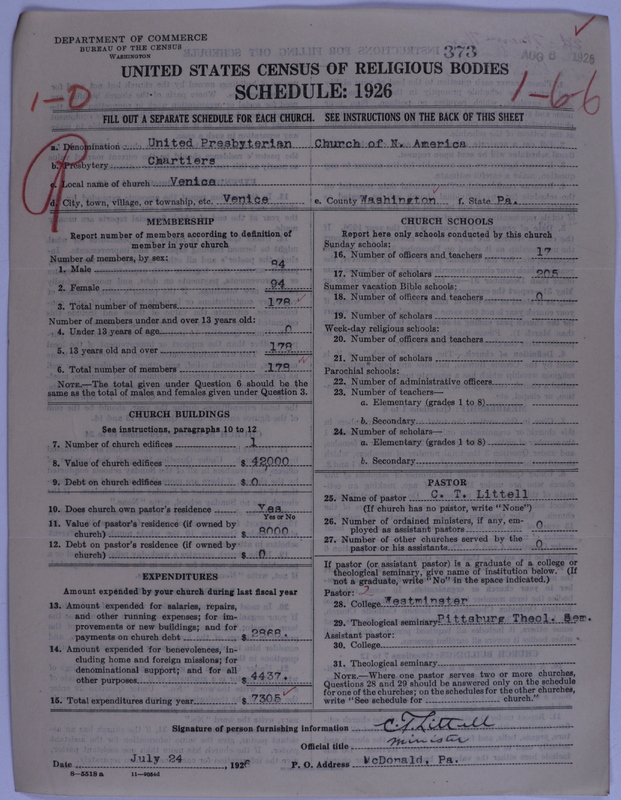 DEPARTMENT OF COMMERCE
BUREAU OF THE CENSUS
WASHINGTON
373
AUG 6 1926
UNITED STATES CENSUS OF RELIGIOUS BODIES
SCHEDULE: 1926
1-0
1-6-6
FILL OUT A SEPARATE SCHEDULE FOR EACH CHURCH. SEE INSTRUCTIONS ON THE BACK OF THIS SHEET
a. Denomination United Presbyterian Church of N. America
b. Presbytery Chartiers
c. Local name of church Venice
d. City, town, village, or township, etc. Venice e. County Washington f. State Pa.
MEMBERSHIP
Report number of members according to definition of
member in your church
Number of members, by sex:
1. Male 84
2. Female 94
3. Total number of members 178
Number of members under and over 13 years old:
4. Under 13 years of age 0
5. 13 years old and over 178
6. Total number of members 178
NOTE.—The total given under Question 6 should be the
same as the total of males and females given under Question 3.
CHURCH BUILDINGS
See instructions, paragraphs 10 to 12
7. Number of church edifices 1
8. Value of church edifices $ 42000
9. Debt on church edifices $ 0
10. Does church own pastor's residence Yes
Yes or No
11. Value of pastor's residence (if owned by
church) $ 8000
12. Debt on pastor's residence (if owned by
church) $ 0
EXPENDITURES
Amount expended by your church during last fiscal year
13. Amount expended for salaries, repairs,
and other running expenses; for im-
provements or new buildings; and for
payments on church debt $ 2868.
14. Amount expended for benevolences, in-
cluding home and foreign missions; for
denominational support; and for all
other purposes $ 4437.
15. Total expenditures during year $ 7305
CHURCH SCHOOLS
Report here only schools conducted by this church
Sunday schools:
16. Number of officers and teachers 17
17. Number of scholars 205
Summer vacation Bible schools:
18. Number of officers and teachers 0
19. Number of scholars
Week-day religious schools:
20. Number of officers and teachers
21. Number of scholars
Parochial schools:
22. Number of administrative officers
23. Number of teachers—
a. Elementary (grades 1 to 8)
b. Secondary
24. Number of scholars—
a. Elementary (grades 1 to 8)
b. Secondary
PASTOR
25. Name of pastor C. T. Littell
(If church has no pastor, write "None")
26. Number of ordained ministers, if any, em-
ployed as assistant pastors 0
27. Number of other churches served by the
pastor or his assistants 0
If pastor (or assistant pastor) is a graduate of a college or
theological seminary, give name of institution below. (If
not a graduate, write "No" in the space indicated.)
Pastor: 2
28. College Westminster
29. Theological seminary Pittsburg Theol. Sem.
Assistant pastor:
30. College
31. Theological seminary
NOTE.—Where one pastor serves two or more churches,
Questions 28 and 29 should be answered only on the schedule
for one of the churches; on the schedules for the other churches,
write "See schedule for church."
Signature of person furnishing information C T Littell
Official title minister
Date July 24, 1926 P. O. Address McDonald, Pa.
8-5518 a